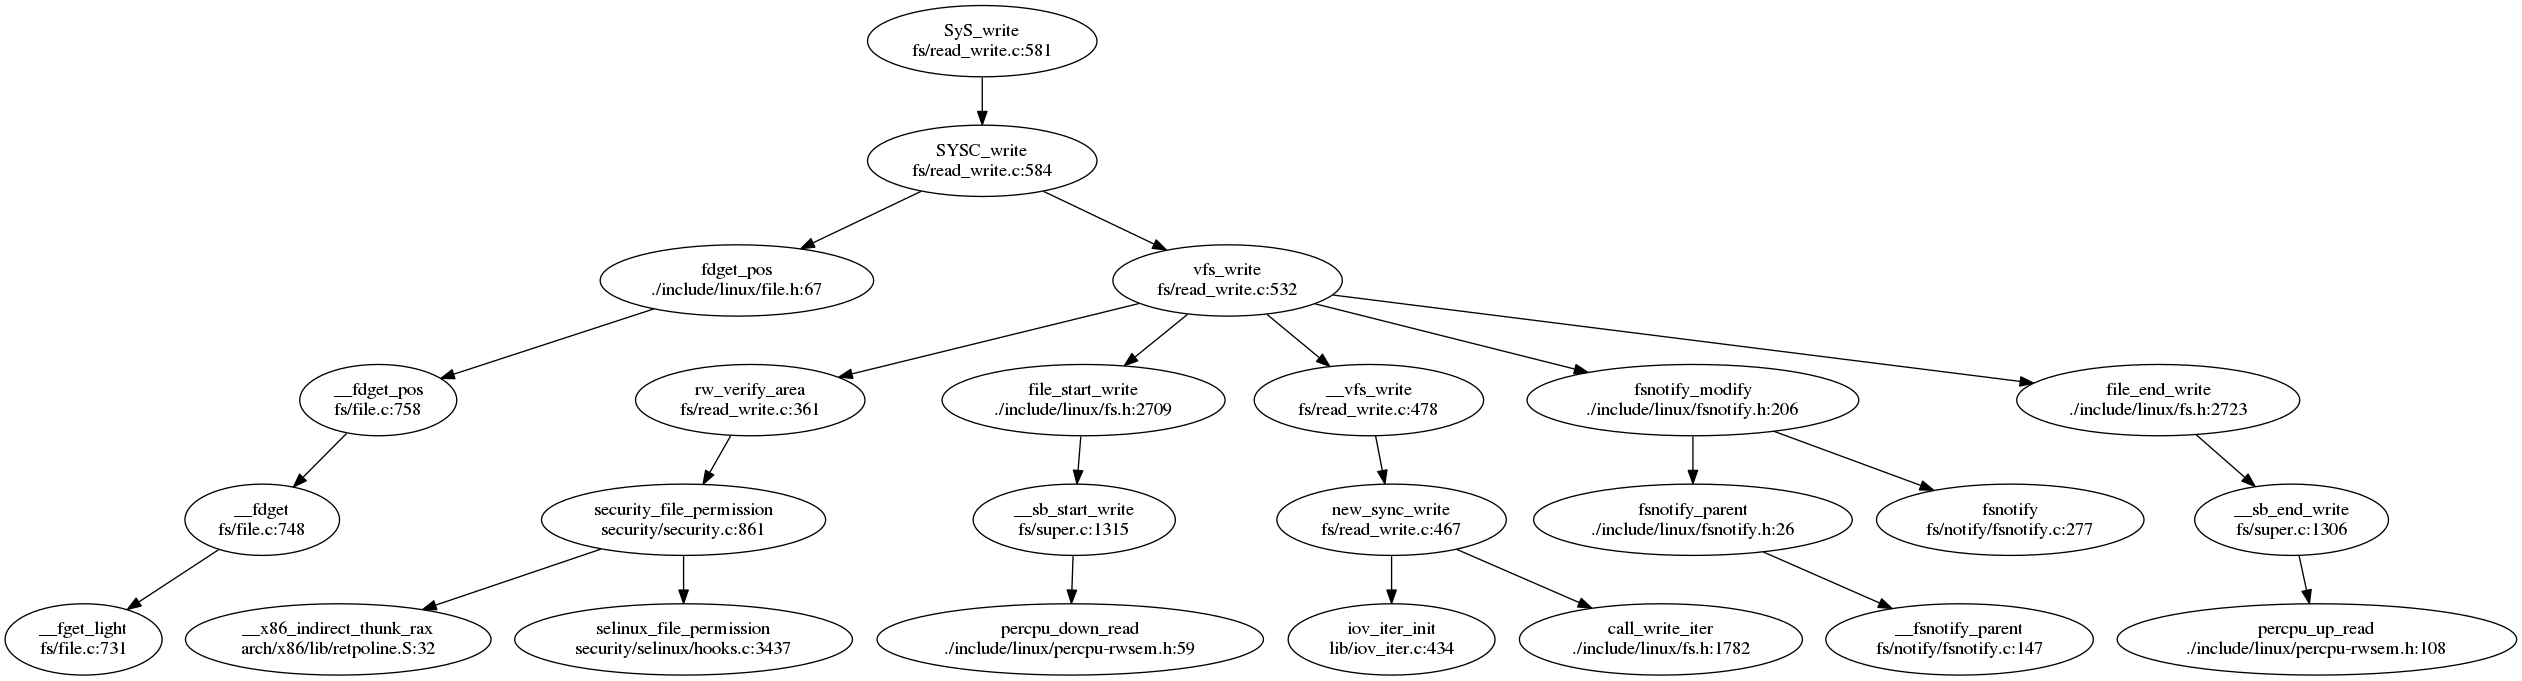 SyS_write
fs/read_write.c:581
SYSC_write
fs/read_write.c:584
fdget_pos
./include/linux/file.h:67
vfs_write
fs/read_write.c:532
__fdget_pos
fs/file.c:758
rw_verify_area
fs/read_write.c:361
file_start_write
./include/linux/fs.h:2709
__vfs_write
fs/read_write.c:478
fsnotify_modify
./include/linux/fsnotify.h:206
file_end_write
./include/linux/fs.h:2723
__fdget
fs/file.c:748
security_file_permission
security/security.c:861
__sb_start_write
fs/super.c:1315
new_sync_write
fs/read_write.c:467
fsnotify_parent
./include/linux/fsnotify.h:26
fsnotify
fs/notify/fsnotify.c:277
__sb_end_write
fs/super.c:1306
__fget_light
fs/file.c:731
__x86_indirect_thunk_rax
arch/x86/lib/retpoline.S:32
selinux_file_permission
security/selinux/hooks.c:3437
percpu_down_read
./include/linux/percpu-rwsem.h:59
iov_iter_init
lib/iov_iter.c:434
call_write_iter
./include/linux/fs.h:1782
__fsnotify_parent
fs/notify/fsnotify.c:147
percpu_up_read
./include/linux/percpu-rwsem.h:108